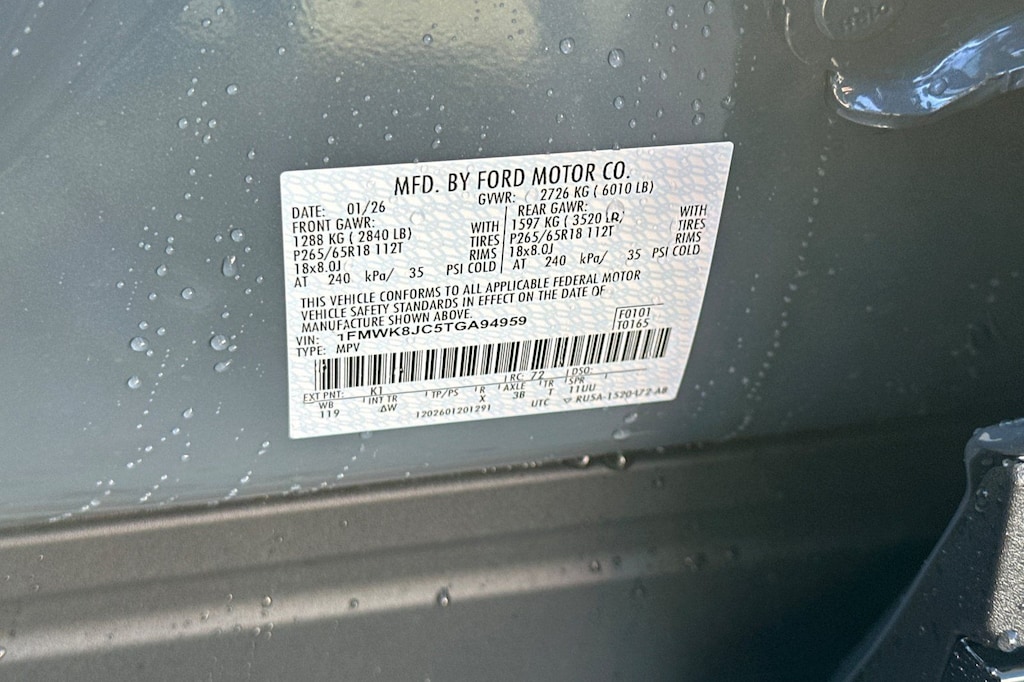 MFD. BY FORD MOTOR CO.
DATE: 01/26 GVWR: 2726 KG ( 6010 LB)
FRONT GAWR: REAR GAWR:
1288 KG ( 2840 LB) WITH 1597 KG ( 3520 LB) WITH
P265/65R18 112T TIRES P265/65R18 112T TIRES
18x8.0J RIMS 18x8.0J RIMS
AT 240 kPa/ 35 PSI COLD AT 240 kPa/ 35 PSI COLD
THIS VEHICLE CONFORMS TO ALL APPLICABLE FEDERAL MOTOR
VEHICLE SAFETY STANDARDS IN EFFECT ON THE DATE OF
MANUFACTURE SHOWN ABOVE.
VIN: 1FMWK8JC5TGA94959 F0101
TYPE: MPV T0165
EXT PNT: K1 RC: 72 DSO:
WB INT TR TP/PS R AXLE TR SPR
119 AW X 3B T 11UU
1202601201291 UTC RUSA-1520472-AB